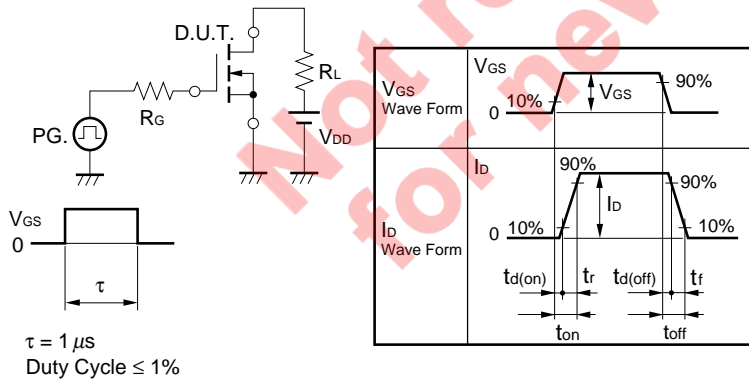 Not re
for new
D.U.T.
RL
RG
PG.
VDD
VGS
0
τ
τ = 1 μs
Duty Cycle ≤ 1%
VGS
Wave Form
VGS
10%
0
VGS
90%
ID
Wave Form
ID
90%
90%
10%
0
ID
10%
td(on)
tr
td(off)
tf
ton
toff